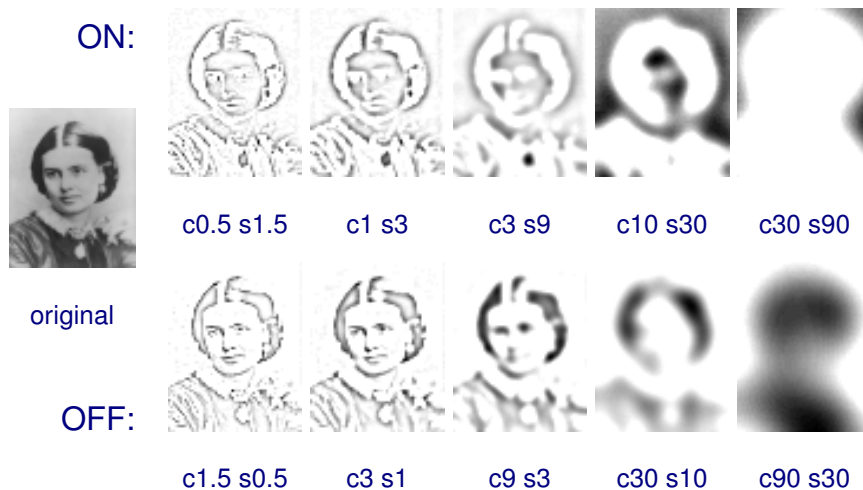 ON:
c0.5 s1.5 c1 s3 c3 s9 c10 s30 c30 s90
original
OFF:
c1.5 s0.5 c3 s1 c9 s3 c30 s10 c90 s30